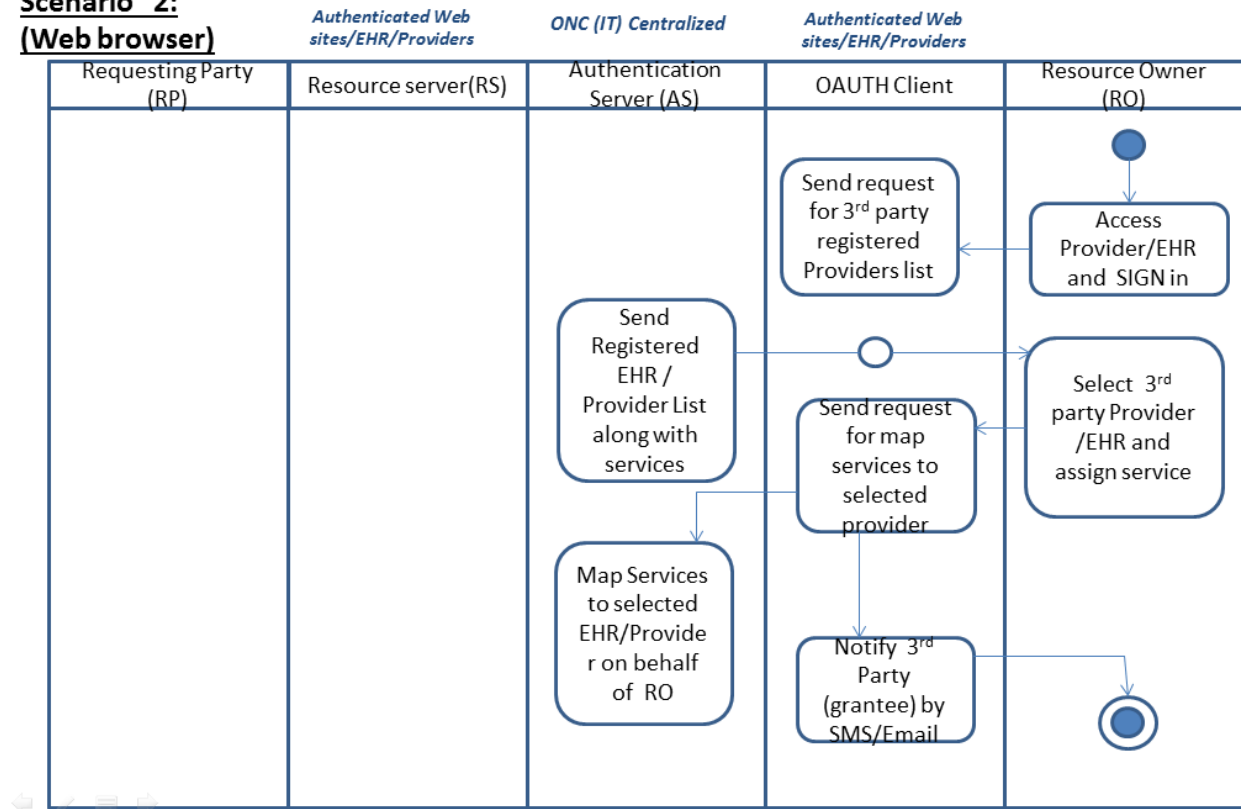 Scenario 2:
(Web browser)
Authenticated Web
sites/EHR/Providers
ONC (IT) Centralized
Authenticated Web
sites/EHR/Providers
Requesting Party
(RP)
Resource server(RS)
Authentication
Server (AS)
OAUTH Client
Resource Owner
(RO)
Send request
for 3rd party
registered
Providers list
Access
Provider/EHR
and SIGN in
Send
Registered
EHR /
Provider List
along with
services
Select 3rd
party Provider
/EHR and
assign service
Send request
for map
services to
selected
provider
Map Services
to selected
EHR/Provide
r on behalf
of RO
Notify 3rd
Party
(grantee) by
SMS/Email